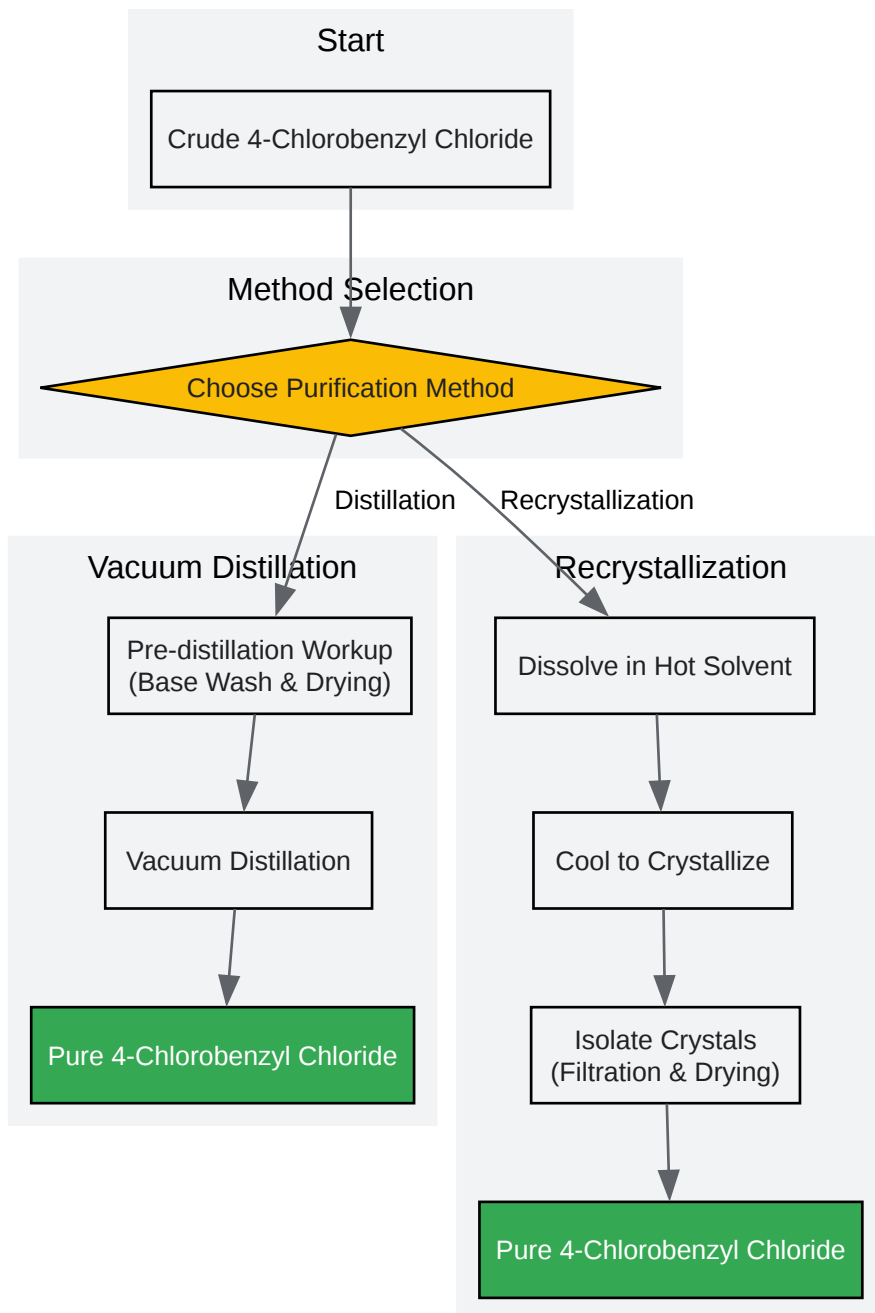 Start
Crude 4-Chlorobenzyl Chloride
Method Selection
Choose Purification Method
Distillation
Recrystallization
Vacuum Distillation
Pre-distillation Workup
(Base Wash & Drying)
Vacuum Distillation
Pure 4-Chlorobenzyl Chloride
Recrystallization
Dissolve in Hot Solvent
Cool to Crystallize
Isolate Crystals
(Filtration & Drying)
Pure 4-Chlorobenzyl Chloride